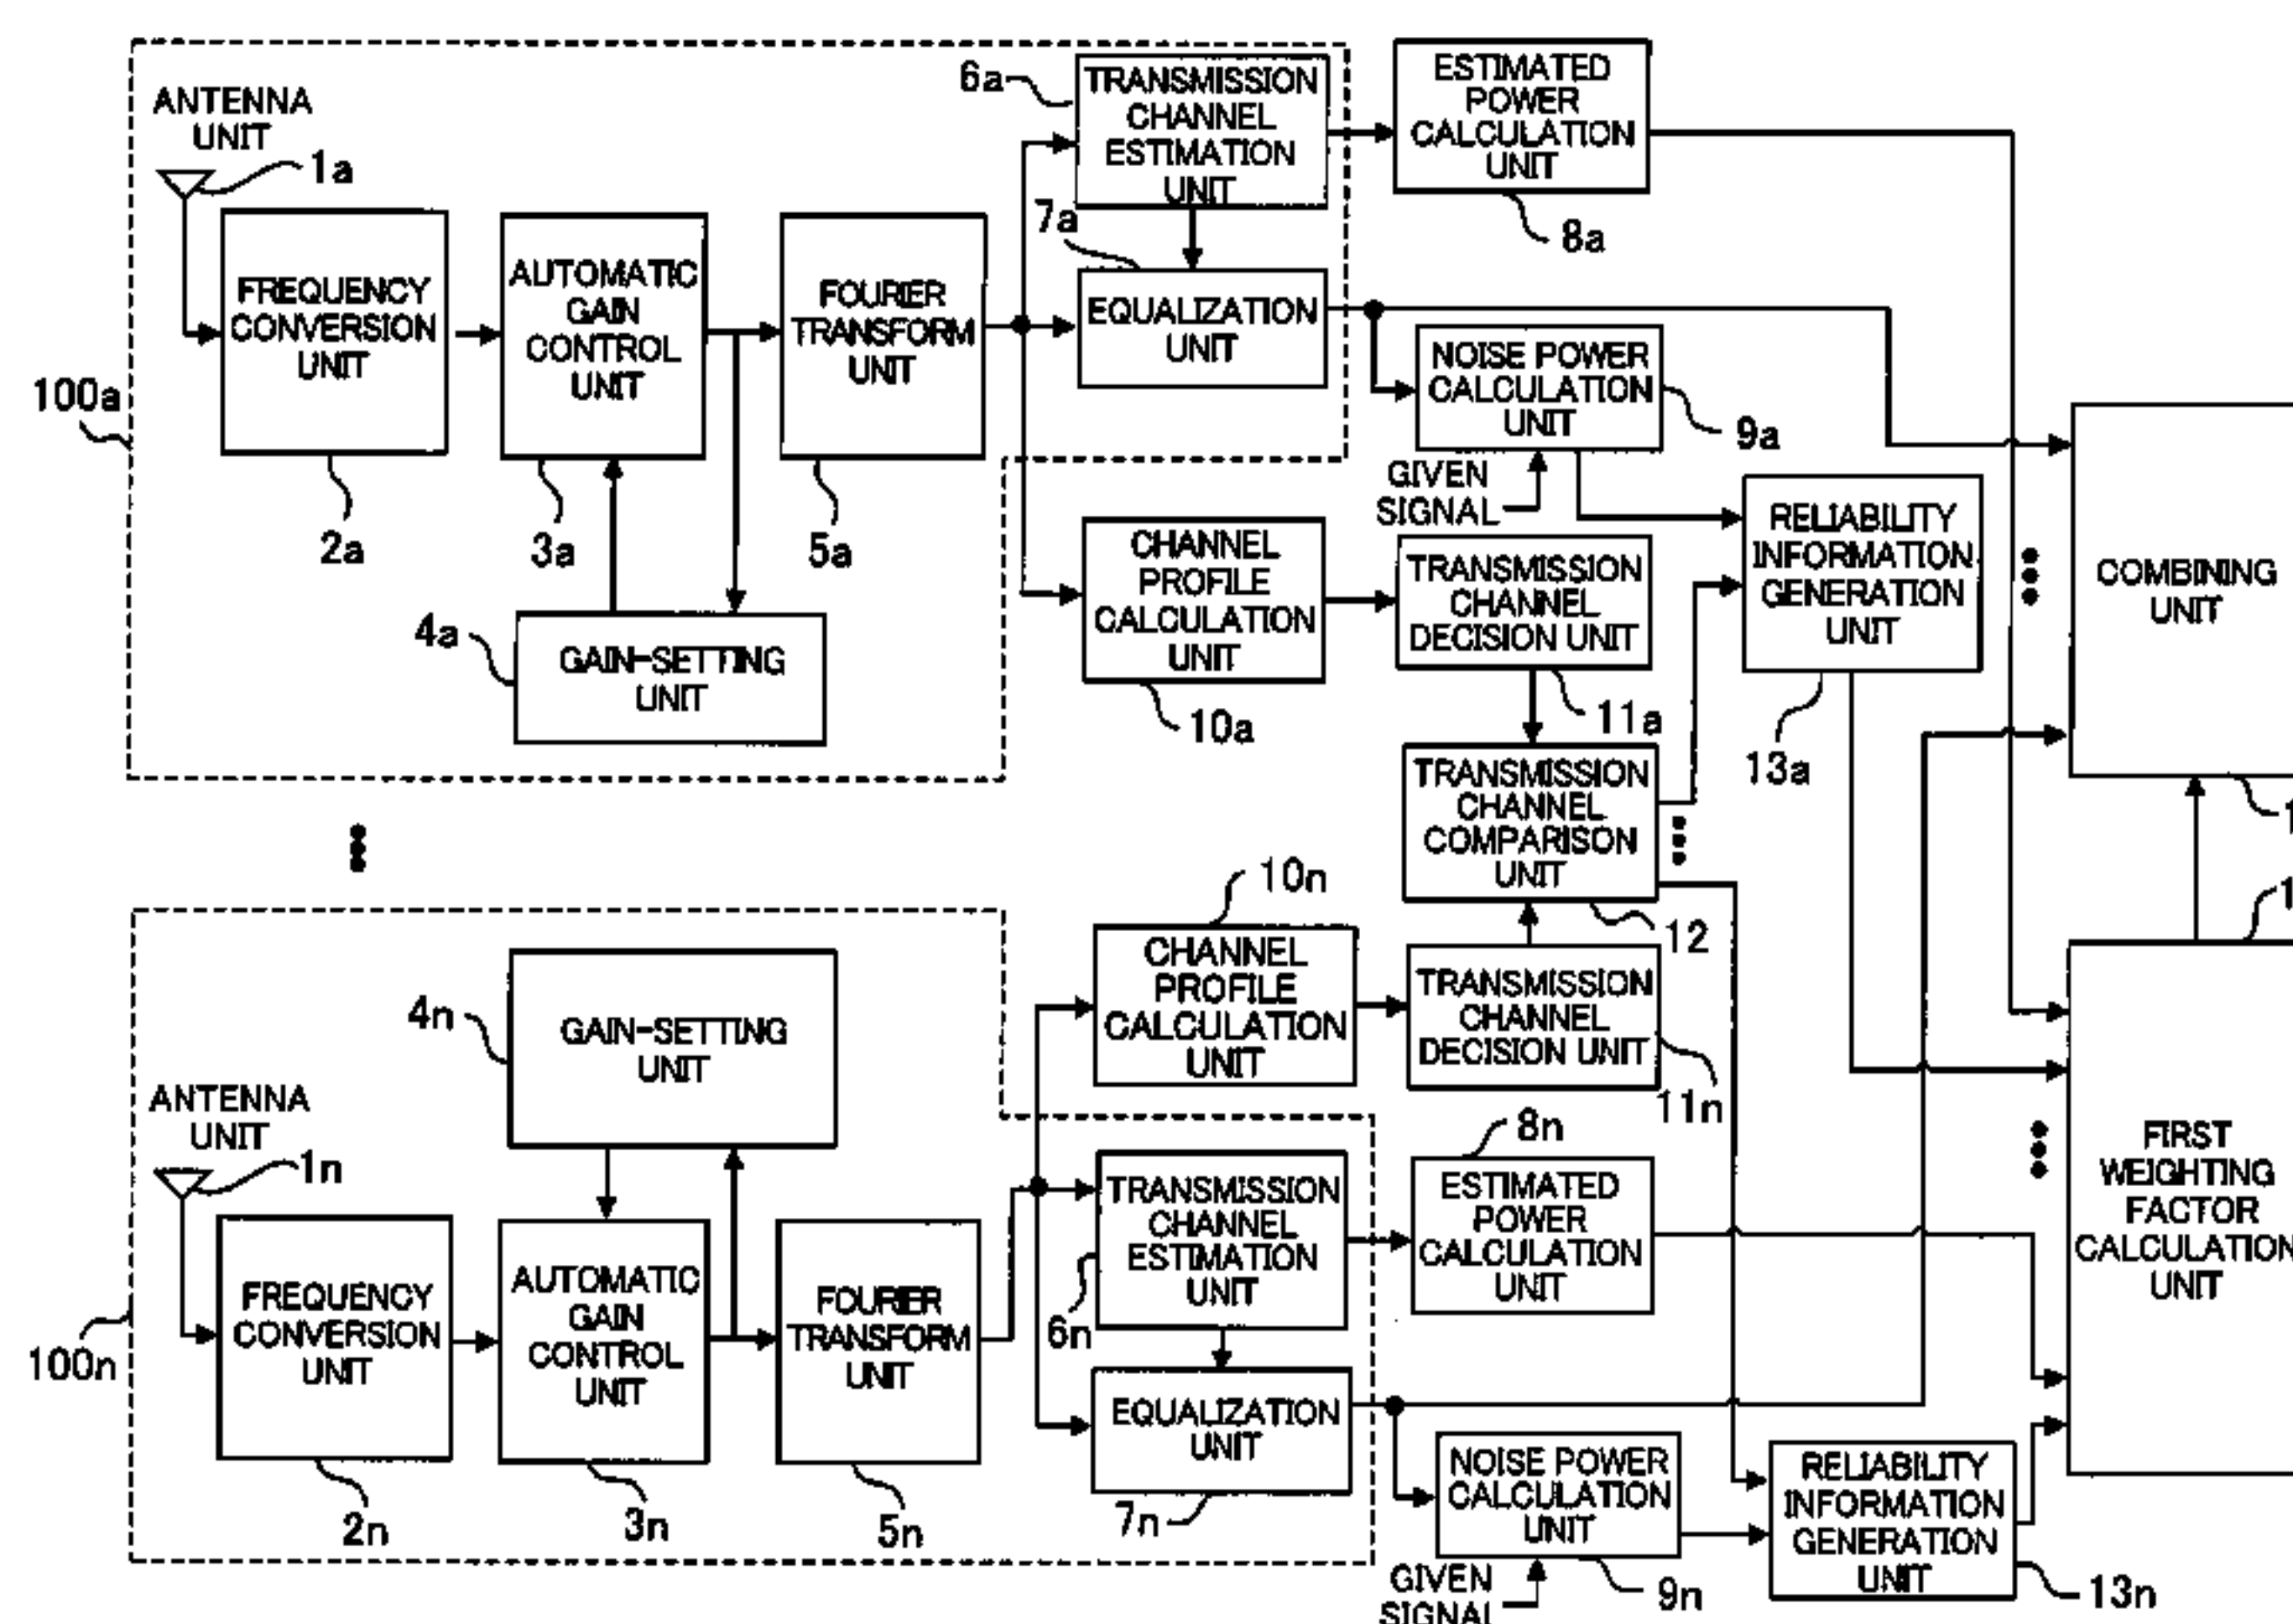 ANTENNA
UNIT
1a
FREQUENCY
CONVERSION
UNIT
2a
AUTOMATIC
GAIN
CONTROL
UNIT
3a
FOURIER
TRANSFORM
UNIT
5a
100a
4a
GAIN-SETTING
UNIT
6a
TRANSMISSION
CHANNEL
ESTIMATION
UNIT
7a
EQUALIZATION
UNIT
ESTIMATED
POWER
CALCULATION
UNIT
8a
NOISE POWER
CALCULATION
UNIT
9a
GIVEN
SIGNAL
CHANNEL
PROFILE
CALCULATION
UNIT
10a
TRANSMISSION
CHANNEL
DECISION UNIT
11a
RELIABILITY
INFORMATION
GENERATION
UNIT
13a
COMBINING
UNIT
TRANSMISSION
CHANNEL
COMPARISON
UNIT
12
ANTENNA
UNIT
1n
4n
GAIN-SETTING
UNIT
FREQUENCY
CONVERSION
UNIT
2n
100n
AUTOMATIC
GAIN
CONTROL
UNIT
3n
FOURIER
TRANSFORM
UNIT
5n
10n
CHANNEL
PROFILE
CALCULATION
UNIT
TRANSMISSION
CHANNEL
DECISION UNIT
11n
TRANSMISSION
CHANNEL
ESTIMATION
UNIT
6n
8n
ESTIMATED
POWER
CALCULATION
UNIT
EQUALIZATION
UNIT
7n
NOISE POWER
CALCULATION
UNIT
9n
GIVEN
SIGNAL
RELIABILITY
INFORMATION
GENERATION
UNIT
13n
FIRST
WEIGHTING
FACTOR
CALCULATION
UNIT